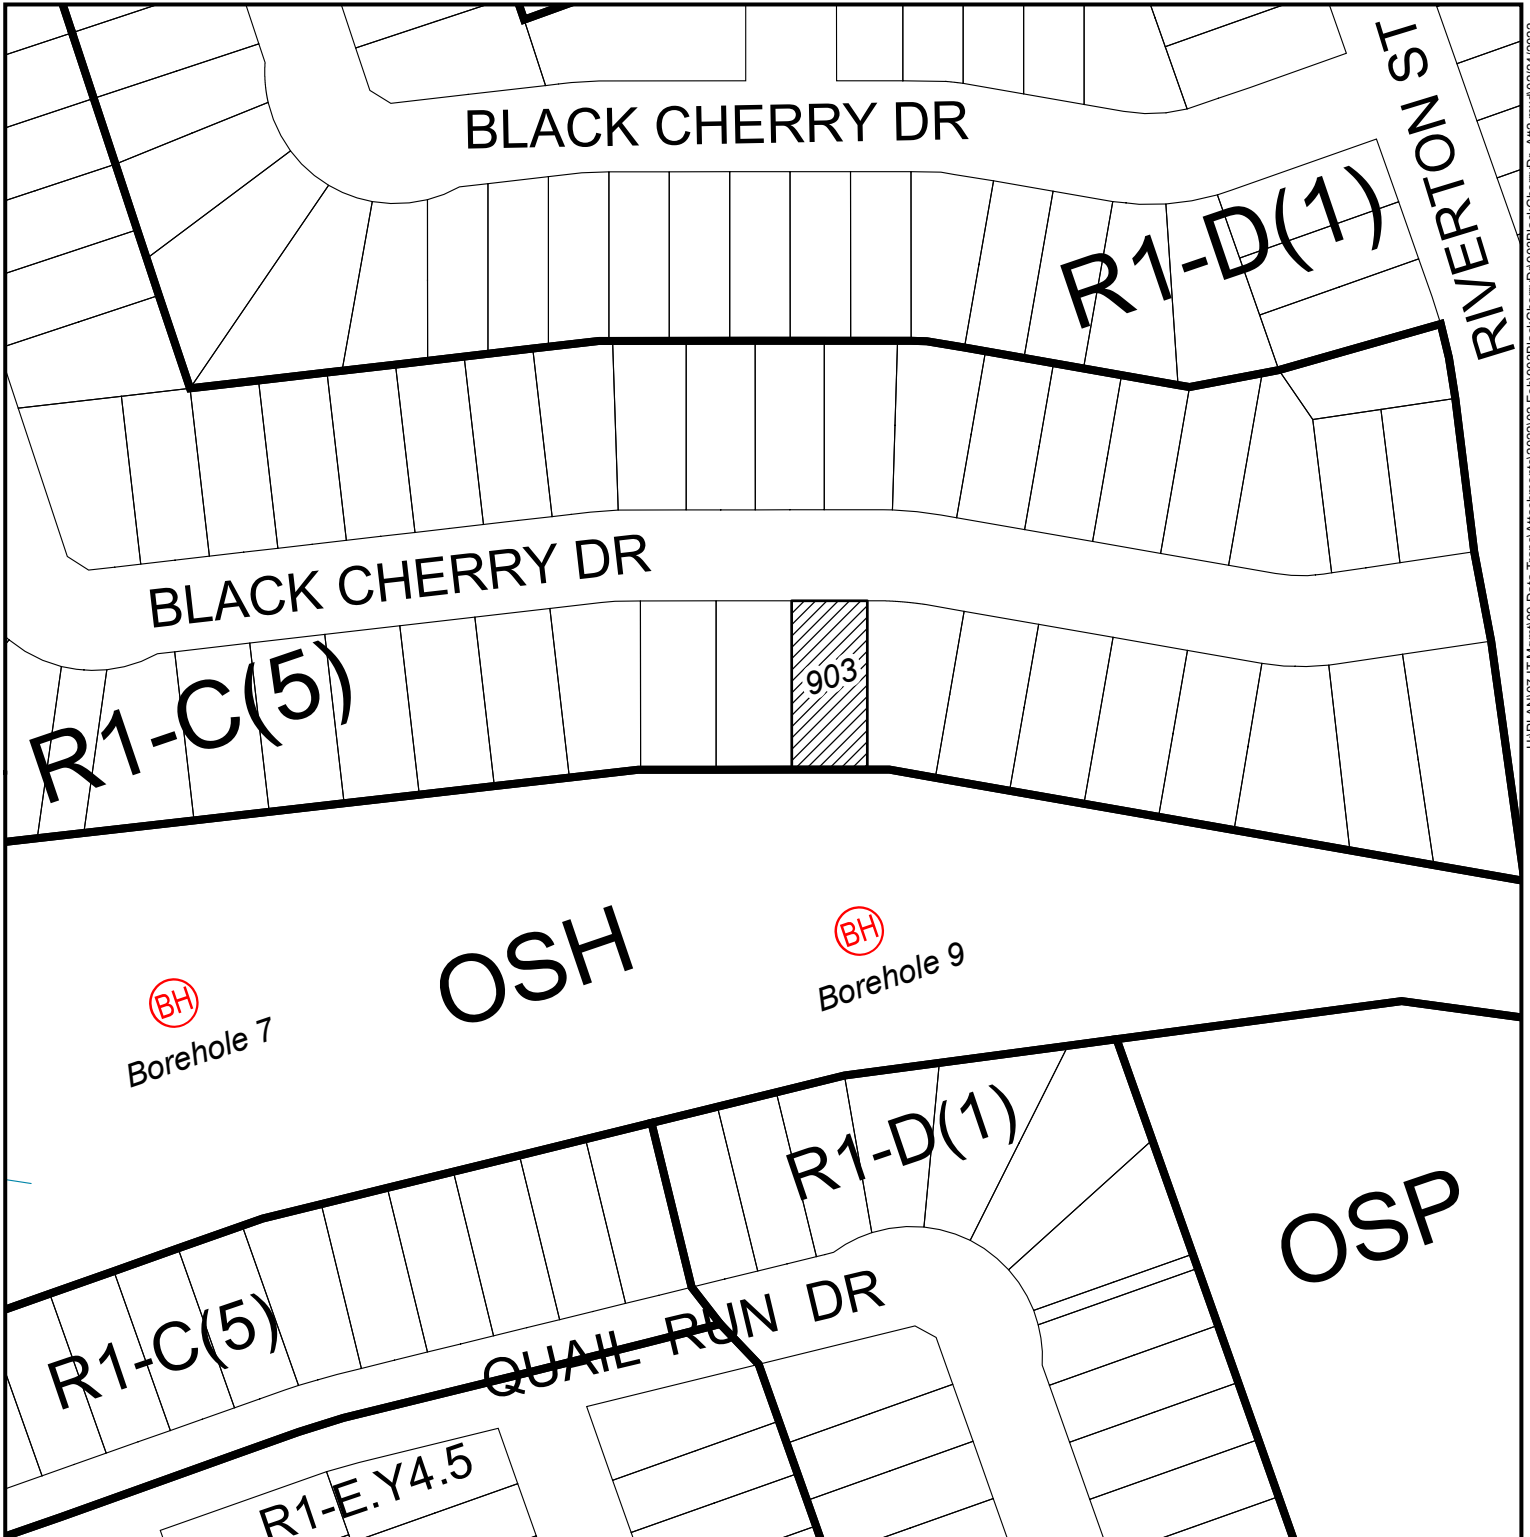 BLACK CHERRY DR
RIVERTON ST
R1-D(1)
BLACK CHERRY DR
R1-C(5)
903
OSH
BH
Borehole 9
BH
Borehole 7
R1-D(1)
OSP
R1-C(5)
QUAIL RUN DR
R1-E.Y4.5